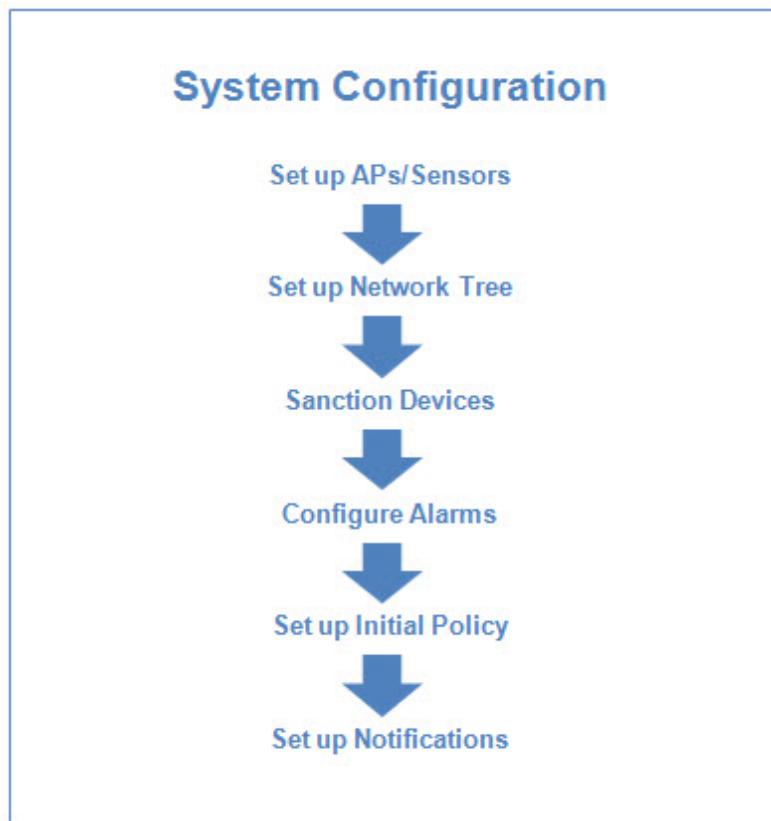 System Configuration
Set up APs/Sensors
Set up Network Tree
Sanction Devices
Configure Alarms
Set up Initial Policy
Set up Notifications